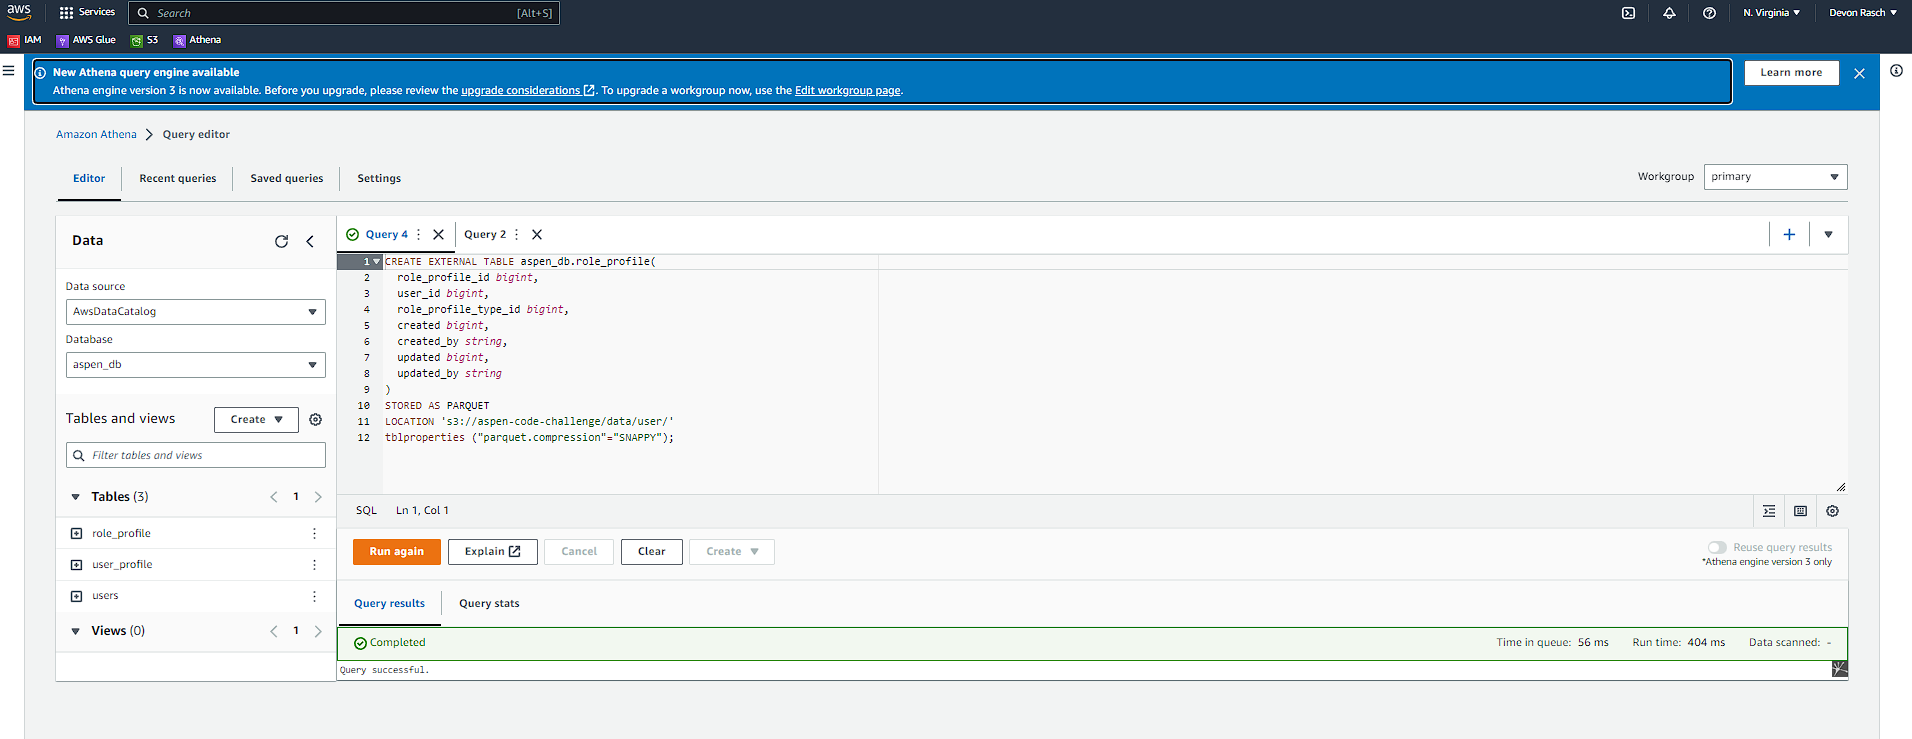 aws
Services
Search
[Alt+S]
N. Virginia
Devon Rasch
IAM
AWS Glue
S3
Athena
New Athena query engine available
Athena engine version 3 is now available. Before you upgrade, please review the upgrade considerations. To upgrade a workgroup now, use the Edit workgroup page.
Learn more
Amazon Athena
Query editor
Editor
Recent queries
Saved queries
Settings
Workgroup
primary
Data
Data source
AwsDataCatalog
Database
aspen_db
Tables and views
Create
Filter tables and views
Tables (3)
1
role_profile
user_profile
users
Views (0)
1
Query 4
Query 2
1 CREATE EXTERNAL TABLE aspen_db.role_profile(
2 role_profile_id bigint,
3 user_id bigint,
4 role_profile_type_id bigint,
5 created bigint,
6 created_by string,
7 updated bigint,
8 updated_by string
9 )
10 STORED AS PARQUET
11 LOCATION 's3://aspen-code-challenge/data/user/'
12 tblproperties ("parquet.compression"="SNAPPY");
SQL
Ln 1, Col 1
Run again
Explain
Cancel
Clear
Create
Reuse query results
*Athena engine version 3 only
Query results
Query stats
Completed
Time in queue: 56 ms
Run time: 404 ms
Data scanned: -
Query successful.